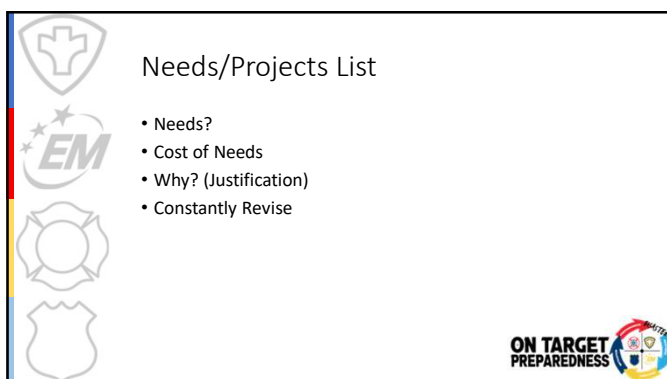 Needs/Projects List
• Needs?
• Cost of Needs
• Why? (Justification)
• Constantly Revise
EM
ON TARGET
PREPAREDNESS